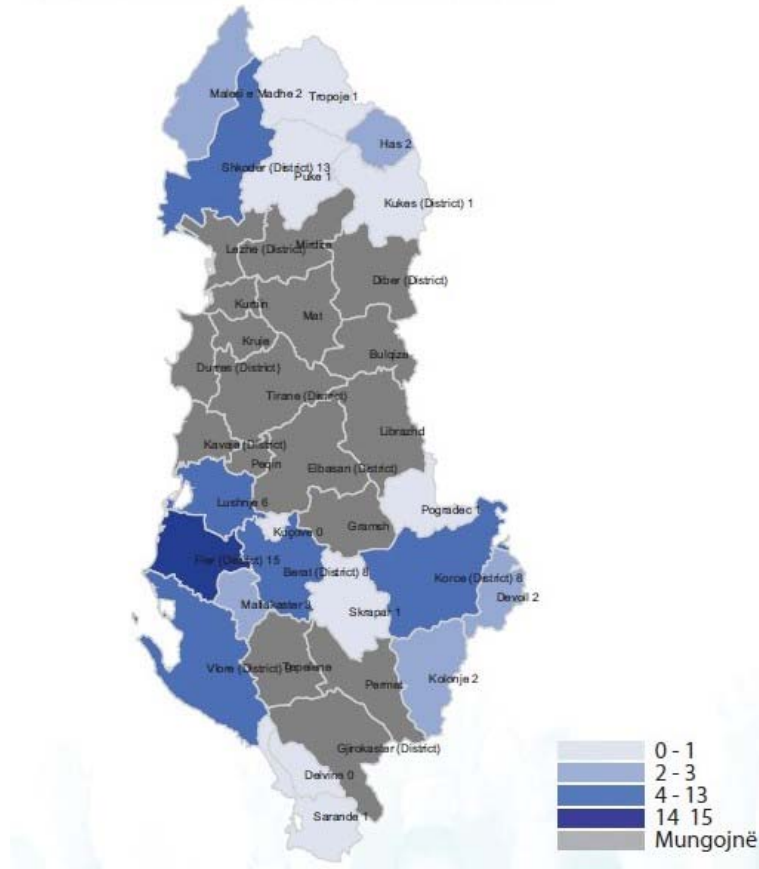 Malesi e Madhe 2
Tropoje 1
Has 2
Shkoder (District) 13
Puke 1
Kukes (District) 1
Lezhe (District)
Mirdita
Diber (District)
Kurbin
Mat
Kruje
Bulqiza
Durres (District)
Tirane (District)
Librazhd
Kavaje (District)
Peqin
Elbasan (District)
Lushnje 6
Pogradec 1
Gramsh
Kuçove 0
Fier (District) 15
Berat (District) 8
Korce (District) 8
Devoll 2
Mallakaster 3
Skrapar 1
Vlore (District)
Tepelene
Permet
Kolonje 2
Gjirokaster (District)
Delvine 0
Sarande 1
0 - 1
2 - 3
4 - 13
14 15
Mungojnë